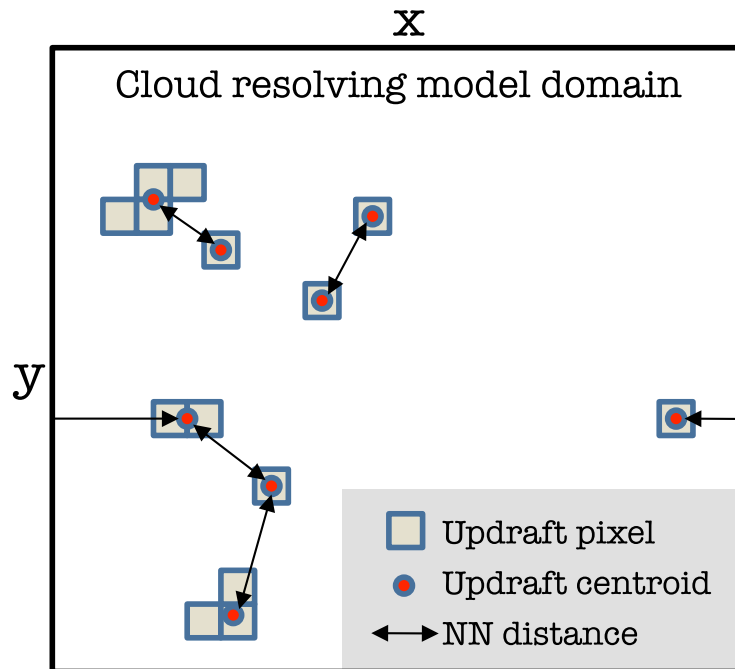 x
Cloud resolving model domain
y
Updraft pixel
Updraft centroid
NN distance